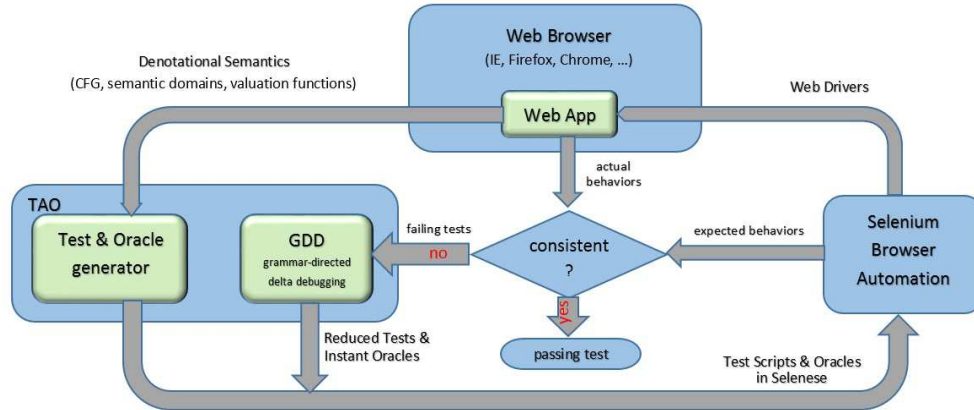 Web Browser
(IE, Firefox, Chrome, ...)
Denotational Semantics
(CFG, semantic domains, valuation functions)
Web Drivers
Web App
actual
behaviors
TAO
Test & Oracle
generator
GDD
grammar-directed
delta debugging
failing tests
no
consistent
?
expected behaviors
Selenium
Browser
Automation
yes
passing test
Reduced Tests &
Instant Oracles
Test Scripts & Oracles
in Selenese